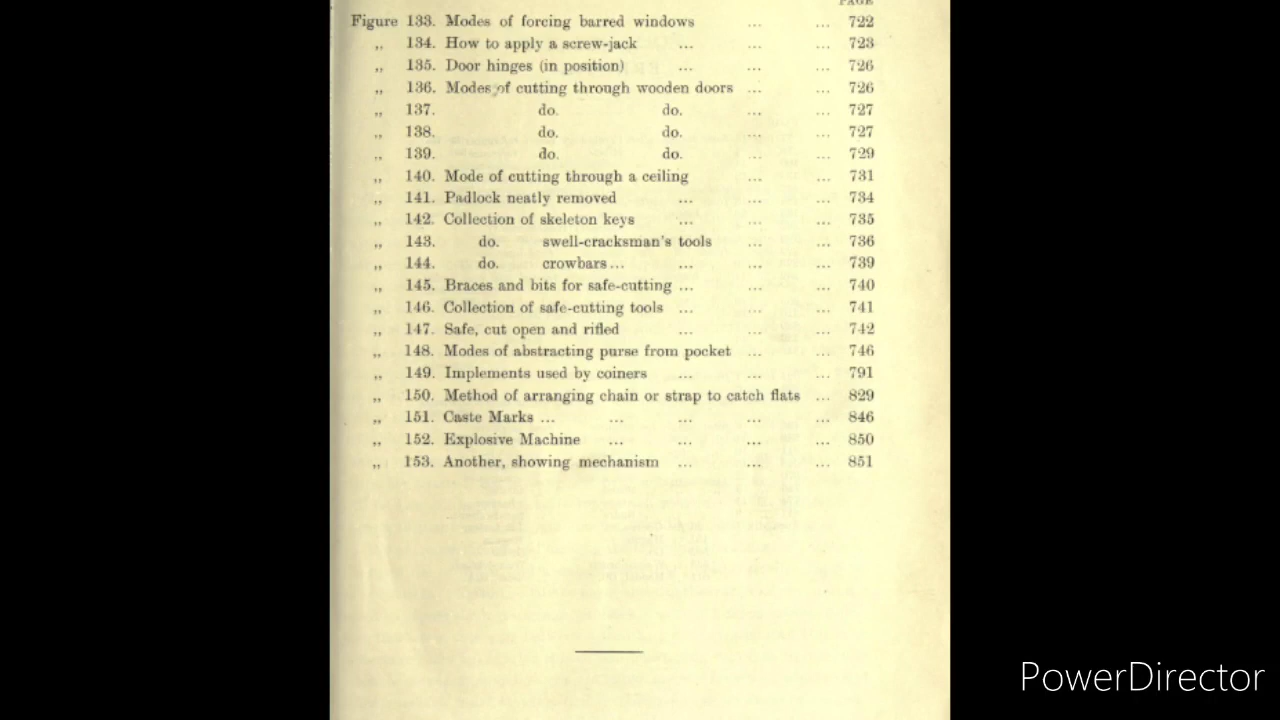 PAGE
Figure 133. Modes of forcing barred windows ... ... 722
„ 134. How to apply a screw-jack ... ... ... 723
„ 135. Door hinges (in position) ... ... ... 726
„ 136. Modes of cutting through wooden doors ... ... 726
„ 137. do. do. ... ... 727
„ 138. do. do. ... ... 727
„ 139. do. do. ... ... 729
„ 140. Mode of cutting through a ceiling ... ... 731
„ 141. Padlock neatly removed ... ... ... 734
„ 142. Collection of skeleton keys ... ... ... 735
„ 143. do. swell-cracksman's tools ... ... 736
„ 144. do. crowbars ... ... ... ... 739
„ 145. Braces and bits for safe-cutting ... ... ... 740
„ 146. Collection of safe-cutting tools ... ... ... 741
„ 147. Safe, cut open and rifled ... ... ... 742
„ 148. Modes of abstracting purse from pocket ... ... 746
„ 149. Implements used by coiners ... ... ... 791
„ 150. Method of arranging chain or strap to catch flats ... 829
„ 151. Caste Marks ... ... ... ... ... 846
„ 152. Explosive Machine ... ... ... ... 850
„ 153. Another, showing mechanism ... ... ... 851
PowerDirector